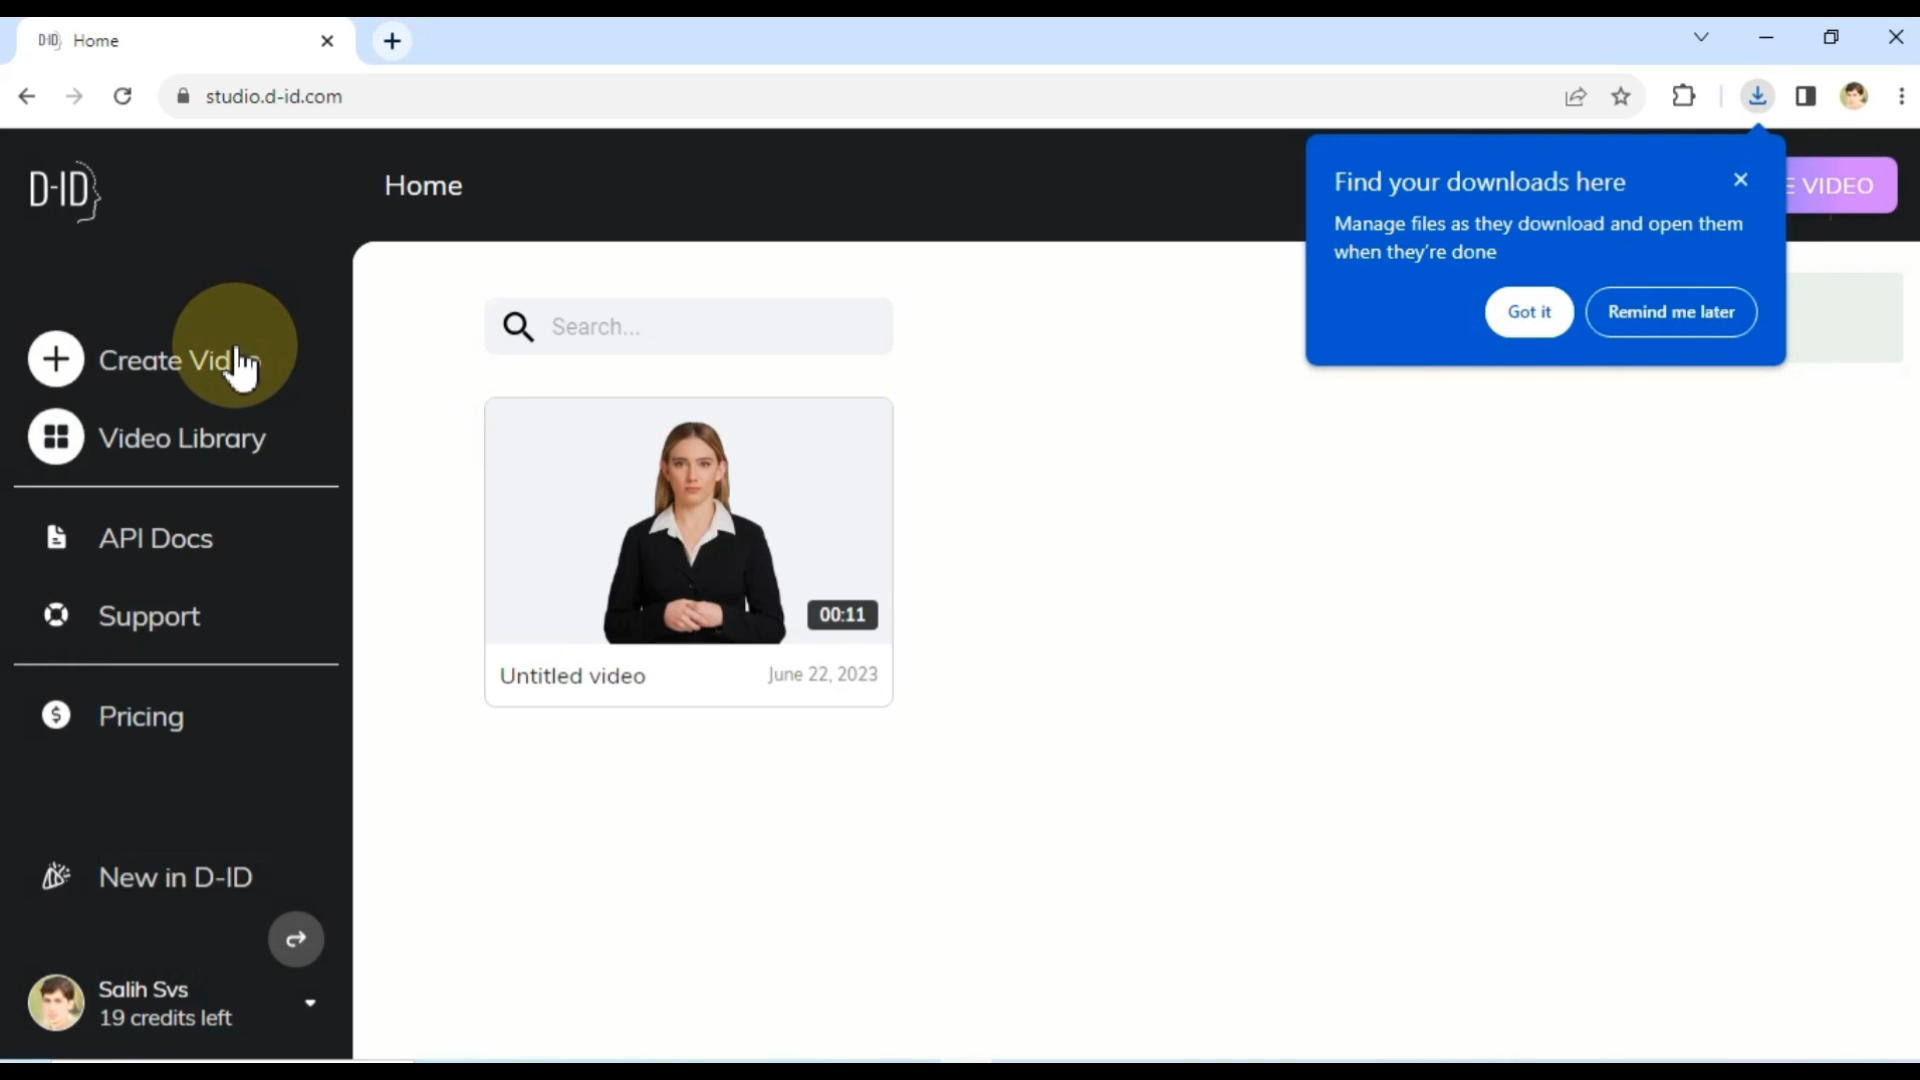 D-ID Home
studio.d-id.com
D-ID
Home
Find your downloads here
Manage files as they download and open them
when they're done
Got it
Remind me later
E VIDEO
Search...
Create Vid
Video Library
API Docs
Support
Pricing
New in D-ID
Salih Svs
19 credits left
00:11
Untitled video
June 22, 2023